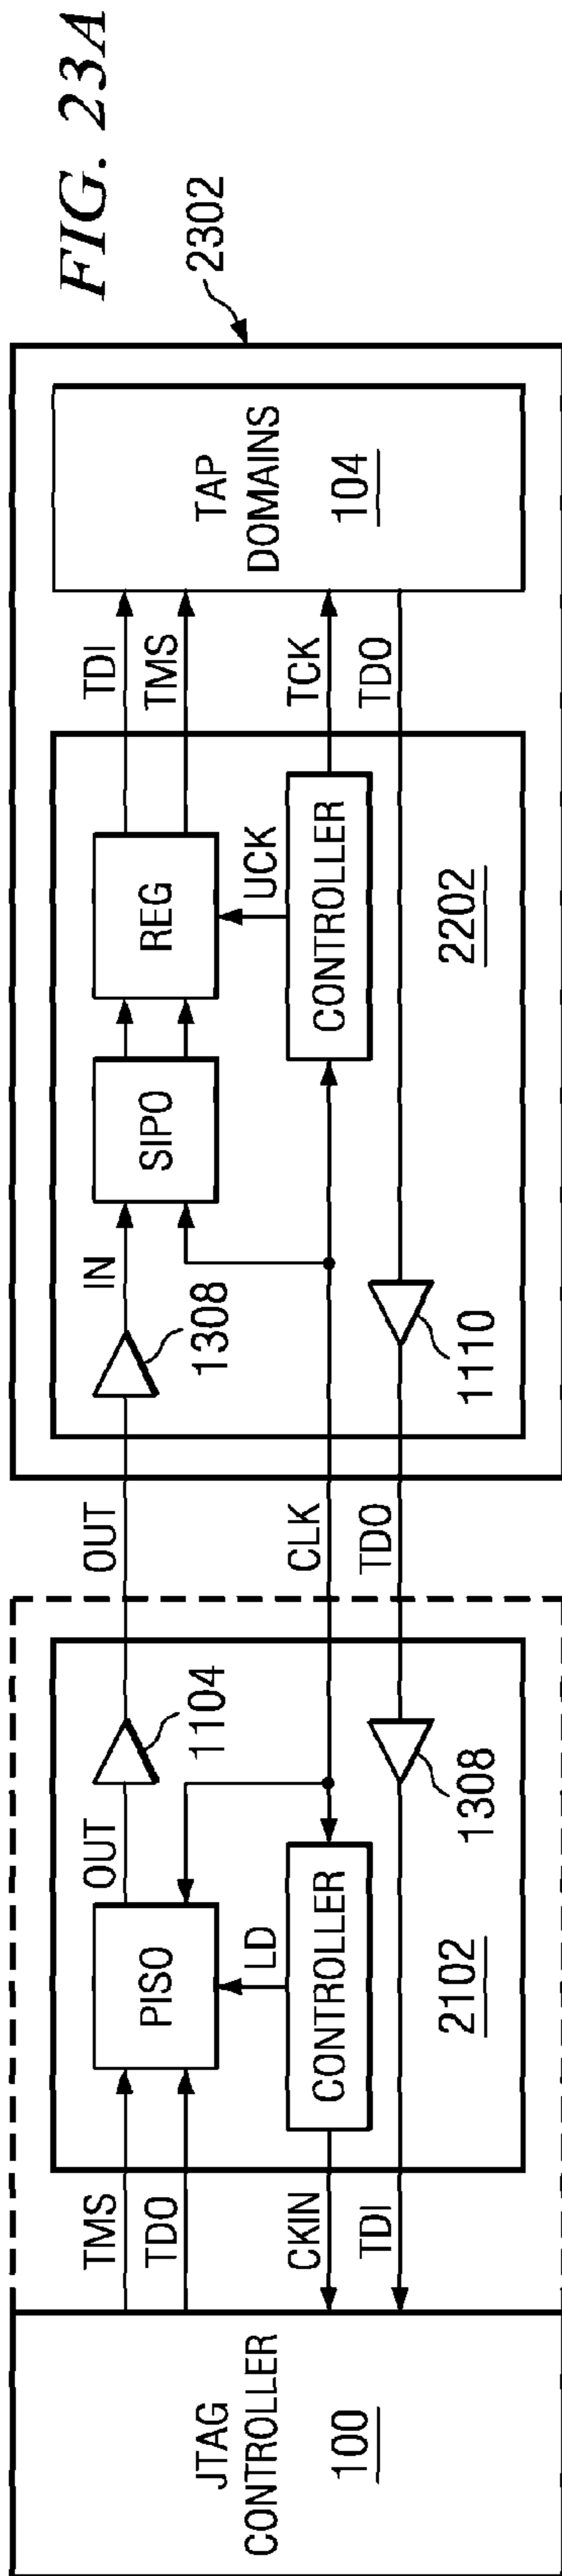 FIG. 23A
JTAG
CONTROLLER
100
TMS
TDO
CKIN
TDI
PISO
LD
CONTROLLER
2102
OUT
1104
1308
OUT
CLK
TDO
IN
1308
SIPO
REG
UCK
CONTROLLER
1110
2202
TDI
TMS
TCK
TDO
TAP
DOMAINS
104
2302